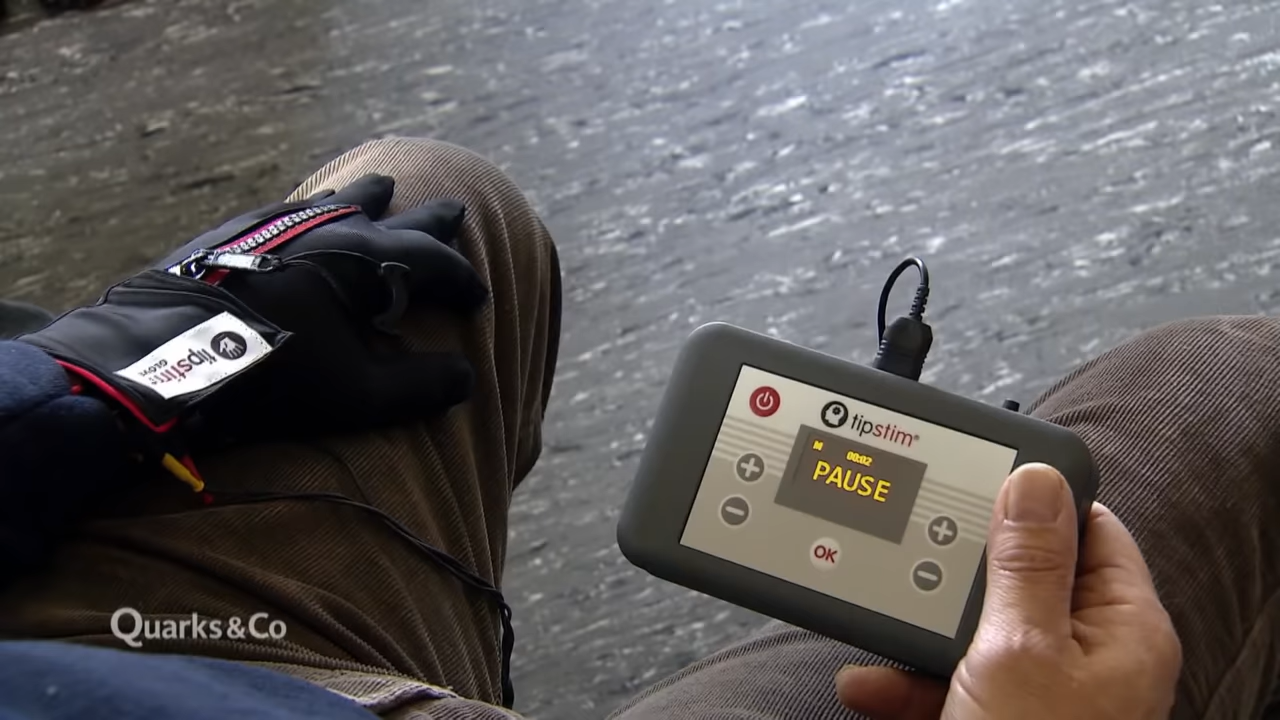 tipstim
GLOVE
tipstim®
M 00:02
PAUSE
OK
Quarks&Co